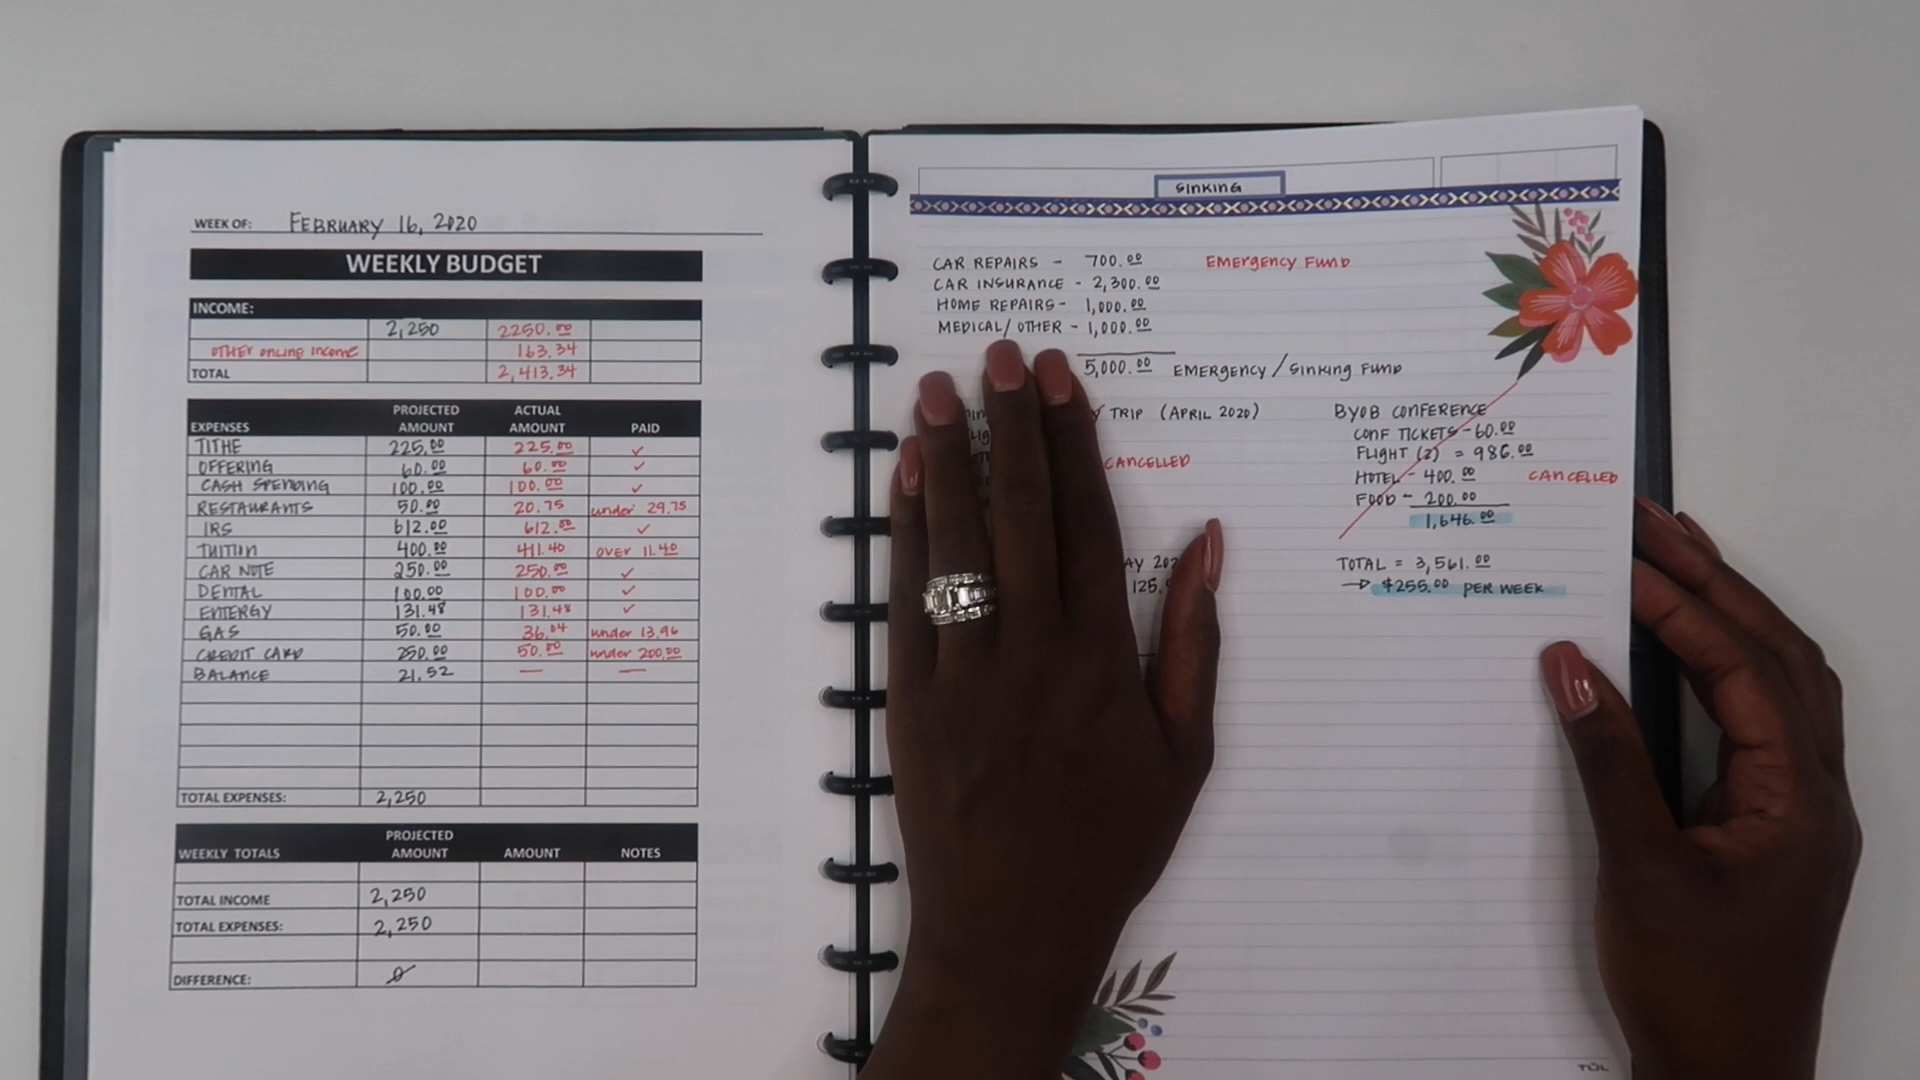 WEEK OF: FEBRUARY 16, 2020
WEEKLY BUDGET
INCOME:
2,250 2250.00
OTHER online income 163.34
TOTAL 2,413.34
EXPENSES PROJECTED AMOUNT ACTUAL AMOUNT PAID
TITHE 225.00 225.00 ✓
OFFERING 60.00 60.00 ✓
CASH SPENDING 100.00 100.00 ✓
RESTAURANTS 50.00 20.75 under 29.75
IRS 612.00 612.00 ✓
TUITION 400.00 411.40 OVER 11.40
CAR NOTE 250.00 250.00 ✓
DENTAL 100.00 100.00 ✓
ENTERGY 131.48 131.48 ✓
GAS 50.00 36.04 under 13.96
CREDIT CARD 250.00 50.00 under 200.00
BALANCE 21.52 — —
TOTAL EXPENSES: 2,250
WEEKLY TOTALS PROJECTED AMOUNT AMOUNT NOTES
TOTAL INCOME 2,250
TOTAL EXPENSES: 2,250
DIFFERENCE: 0
SINKING
CAR REPAIRS - 700.00 Emergency Fund
CAR INSURANCE - 2,300.00
HOME REPAIRS - 1,000.00
MEDICAL/OTHER - 1,000.00
5,000.00 EMERGENCY/SINKING FUND
TRIP (APRIL 2020)
CANCELLED
125.
BYOB CONFERENCE
CONF TICKETS - 60.00
FLIGHT (2) = 986.00
HOTEL - 400.00 CANCELLED
FOOD - 200.00
1,646.00
TOTAL = 3,561.00
→ $255.00 PER WEEK
TUL